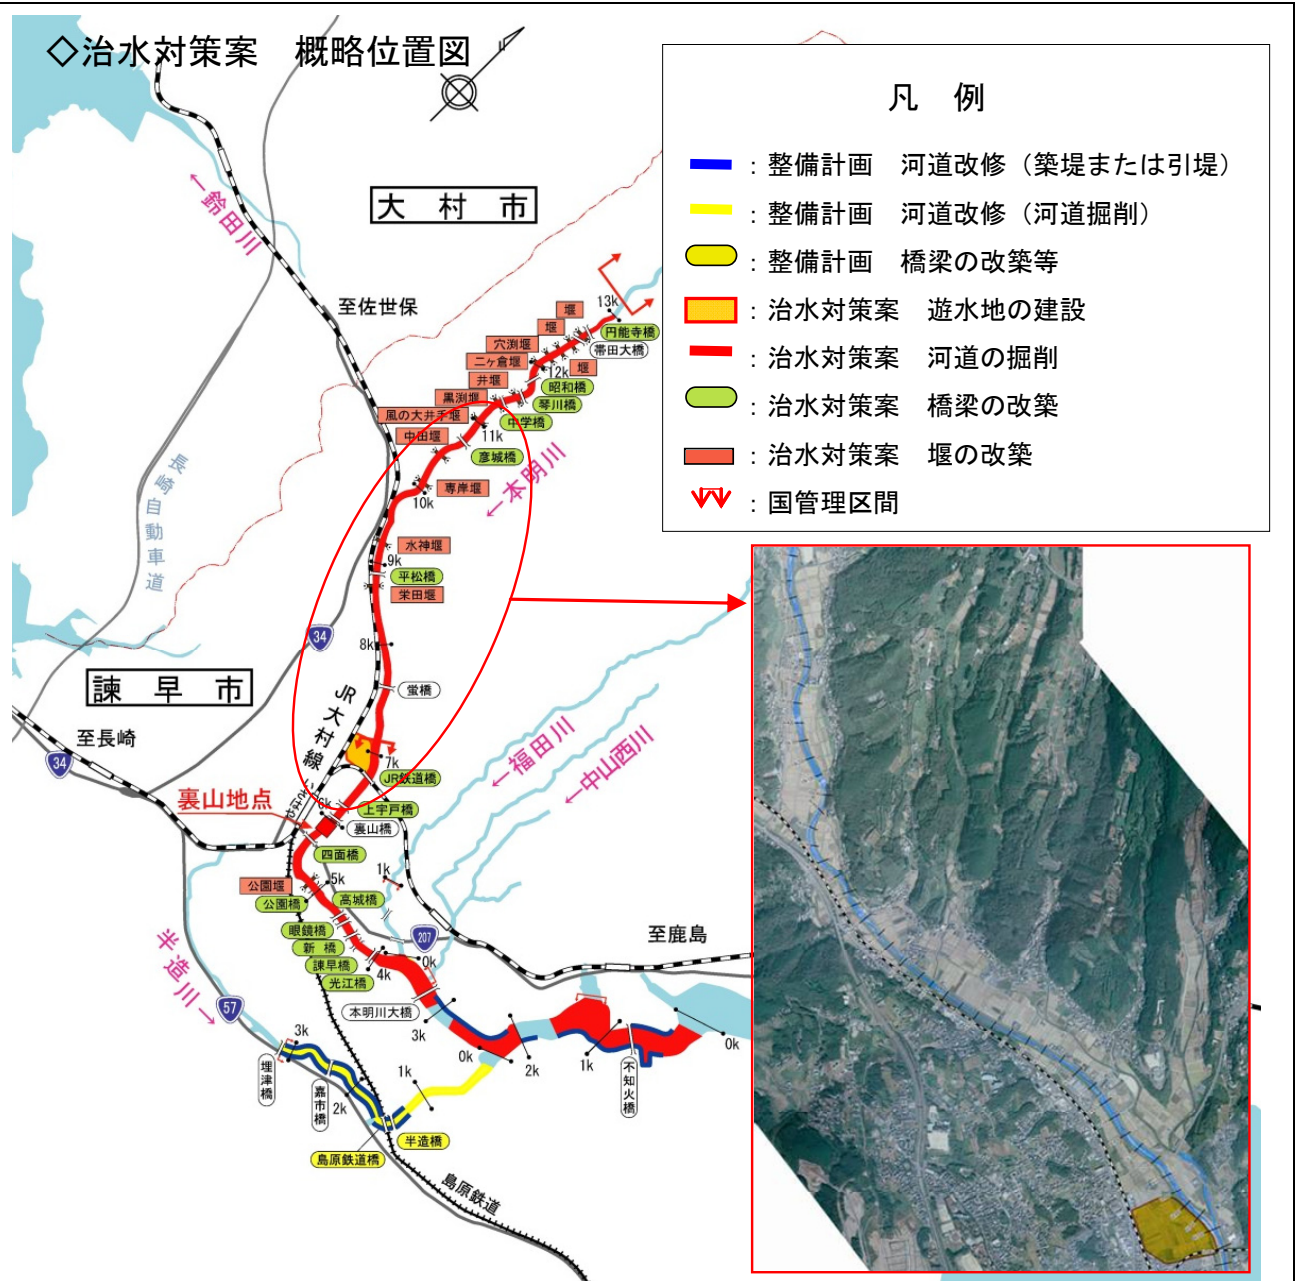 ◇治水対策案　概略位置図
凡　例
：整備計画　河道改修（築堤または引堤）
：整備計画　河道改修（河道掘削）
：整備計画　橋梁の改築等
：治水対策案　遊水地の建設
：治水対策案　河道の掘削
：治水対策案　橋梁の改築
：治水対策案　堰の改築
：国管理区間
大　村　市
←鈴田川
至佐世保
13k
堰
円能寺橋
堰
帯田大橋
穴渕堰
二ヶ倉堰
12k
堰
井堰
昭和橋
黒渕堰
琴川橋
風の大井手堰
中学橋
中田堰
11k
彦城橋
←本明川
専岸堰
10k
長崎自動車道
水神堰
9k
平松橋
栄田堰
34
8k
諫　早　市
JR大村線
蛍橋
至長崎
←福田川
←中山西川
34
7k
JR鉄道橋
いさはや
裏山地点
6k
上宇戸橋
裏山橋
四面橋
1k
公園堰
5k
公園橋
高城橋
眼鏡橋
新　橋
207
至鹿島
諫早橋
4k
0k
光江橋
半造川→
57
本明川大橋
3k
3k
0k
2k
1k
不知火橋
0k
埋津橋
嘉市橋
2k
1k
半造橋
島原鉄道橋
島原鉄道